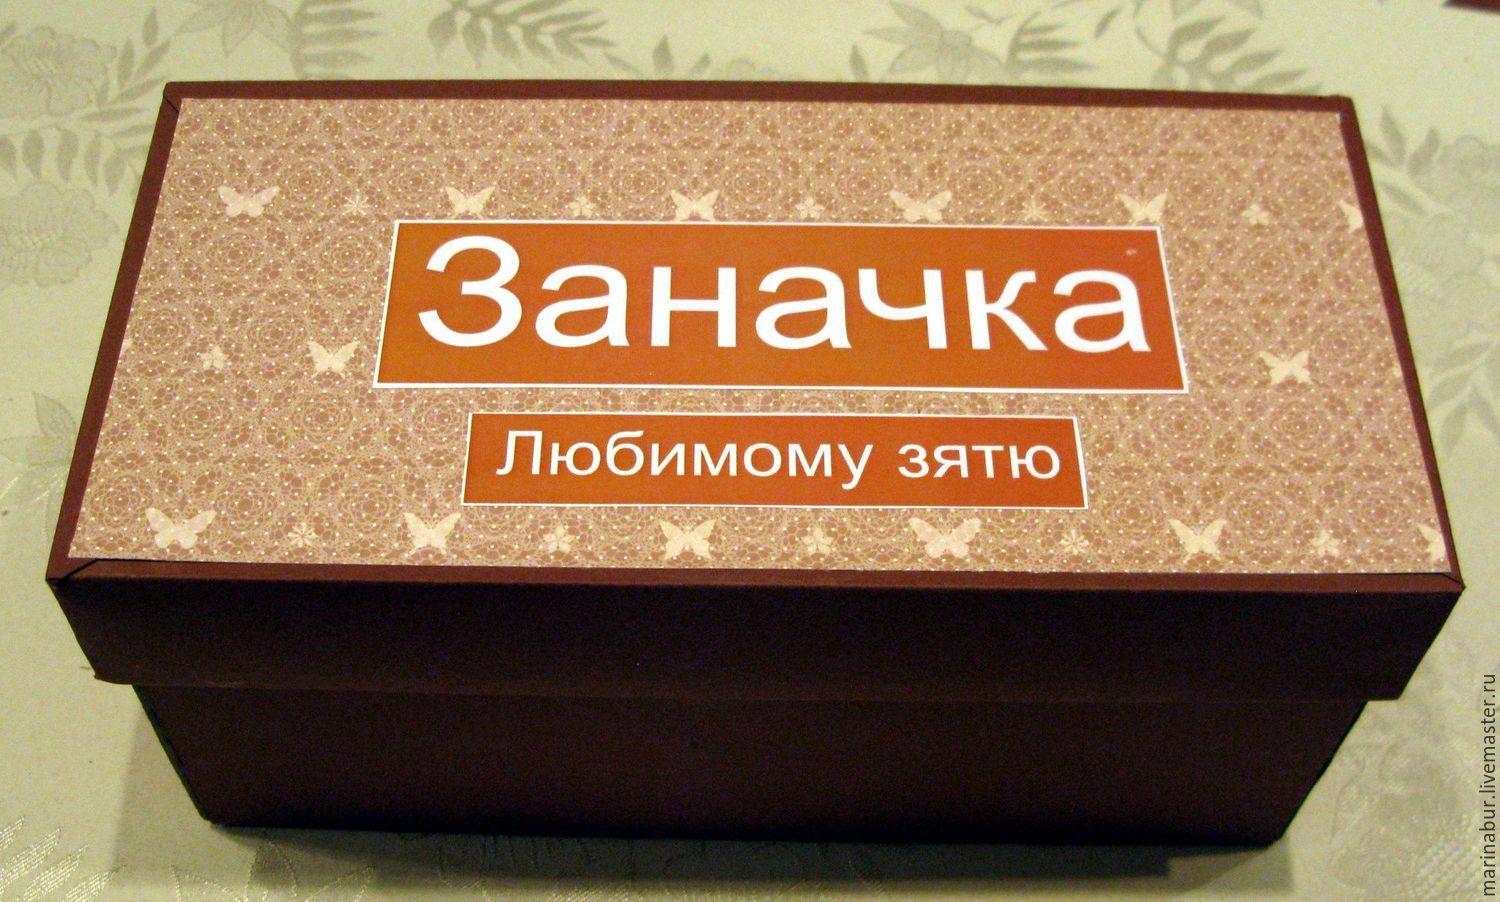 Заначка
Любимому зятю
marinabur.livemaster.ru